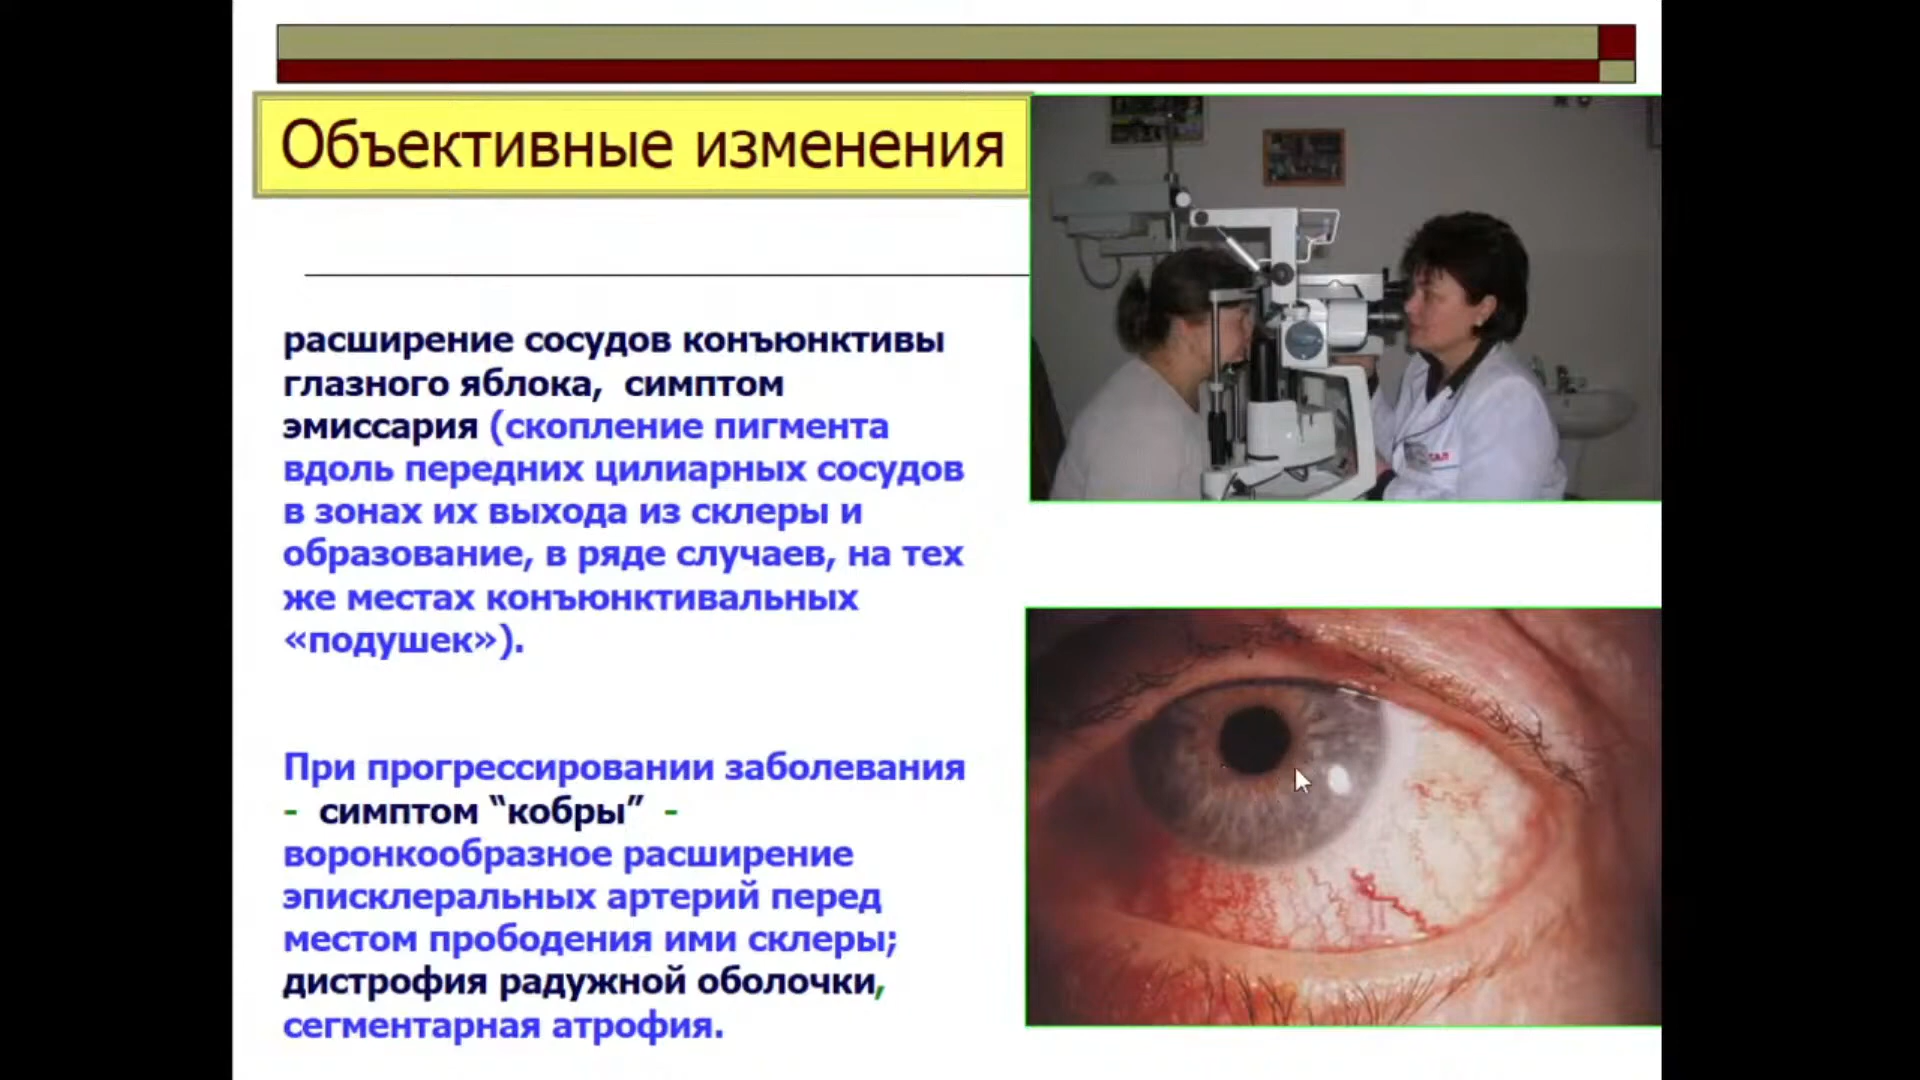 Объективные изменения
расширение сосудов конъюнктивы
глазного яблока, симптом
эмиссария (скопление пигмента
вдоль передних цилиарных сосудов
в зонах их выхода из склеры и
образование, в ряде случаев, на тех
же местах конъюнктивальных
«подушек»).
При прогрессировании заболевания
- симптом “кобры” -
воронкообразное расширение
эписклеральных артерий перед
местом прободения ими склеры;
дистрофия радужной оболочки,
сегментарная атрофия.